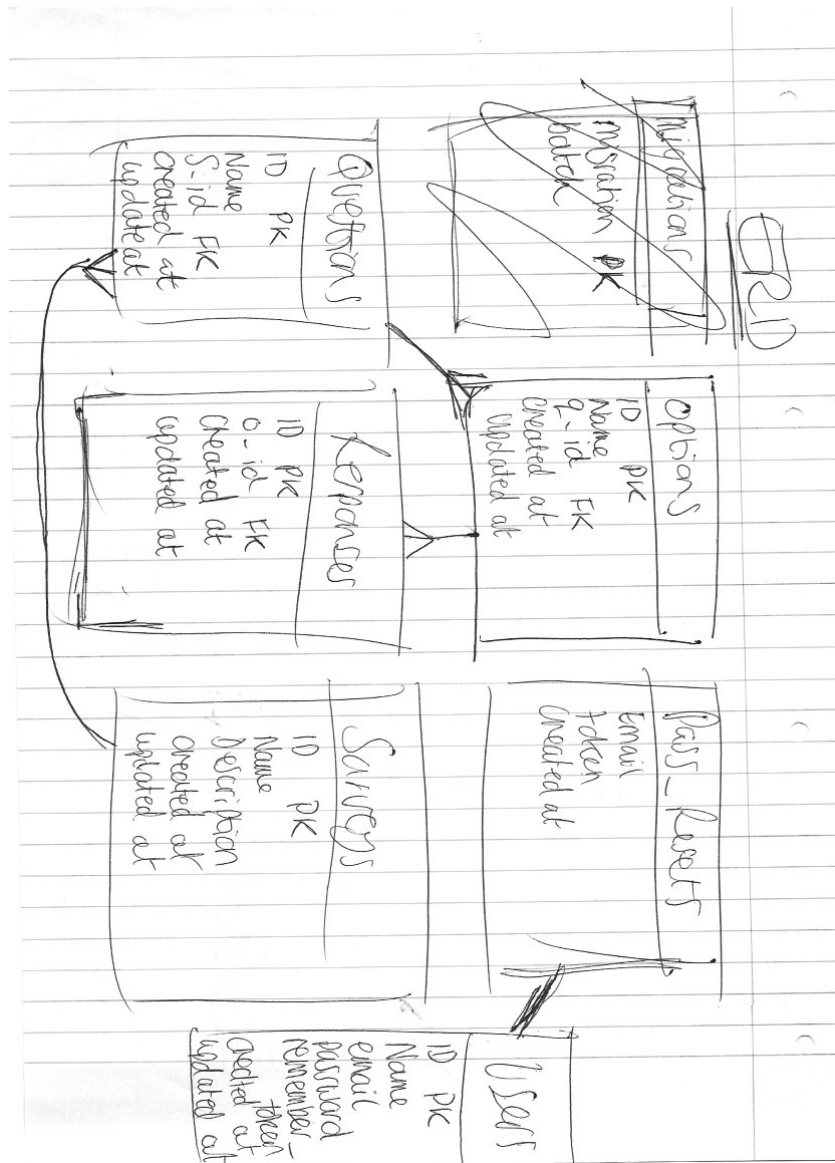 ERD
Migrations
Migration PK
batch
Options
ID PK
Name
q-id FK
created at
updated at
Pass_Resets
Email
token
created at
Questions
ID PK
Name
S-id FK
created at
update at
Reponses
ID PK
o-id FK
created at
updated at
Surveys
ID PK
Name
Description
created at
updated at
Users
ID PK
Name
email
password
remember_
token
created at
updated at